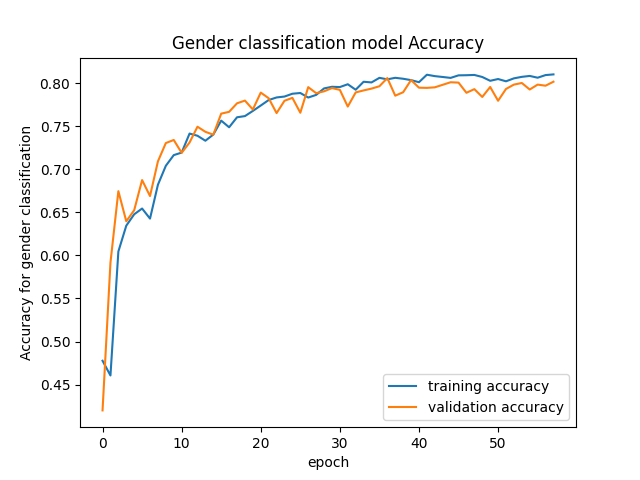 Gender classification model Accuracy
Accuracy for gender classification
0.80
0.75
0.70
0.65
0.60
0.55
0.50
0.45
0 10 20 30 40 50
epoch
training accuracy
validation accuracy